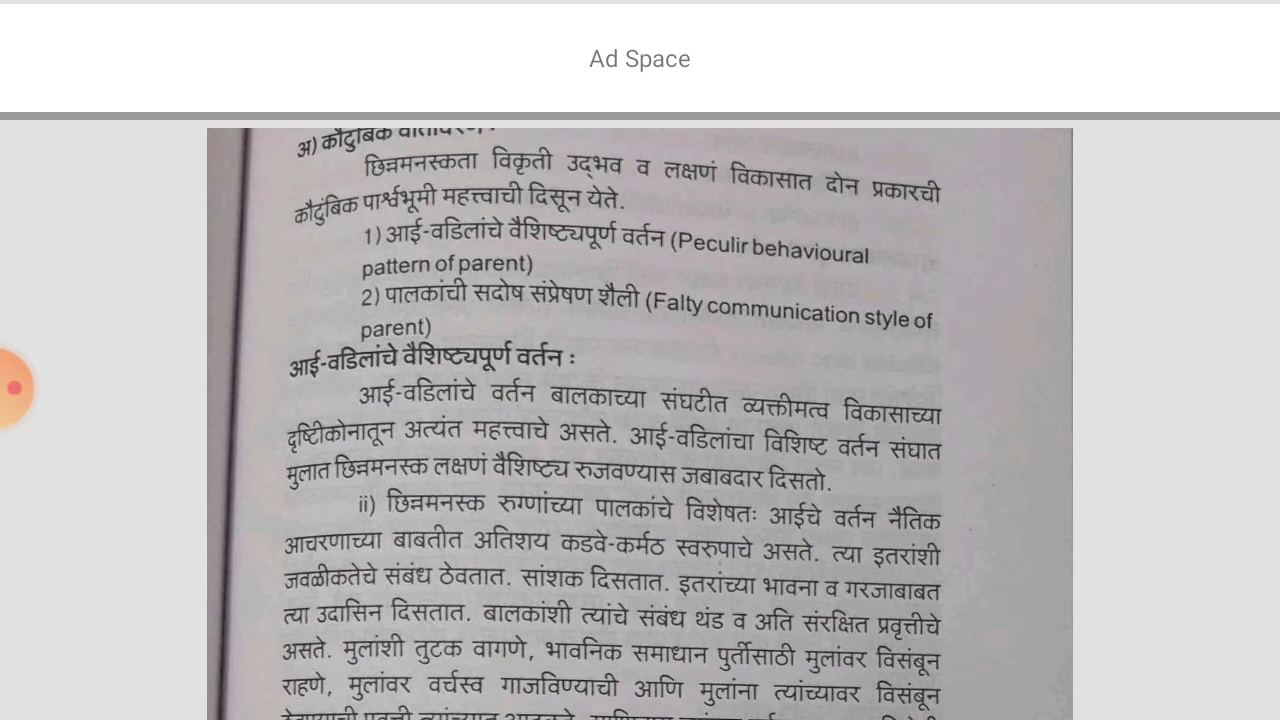 Ad Space
अ) कौटुंबिक वातावरण :
छिन्नमनस्कता विकृती उद्‌भव व लक्षणं विकासात दोन प्रकारची
कौटुंबिक पार्श्वभूमी महत्त्वाची दिसून येते.
1) आई-वडिलांचे वैशिष्ट्यपूर्ण वर्तन (Peculir behavioural
pattern of parent)
2) पालकांची सदोष संप्रेषण शैली (Falty communication style of
parent)
आई-वडिलांचे वैशिष्ट्यपूर्ण वर्तन :
आई-वडिलांचे वर्तन बालकाच्या संघटीत व्यक्तीमत्व विकासाच्या
दृष्टिीकोनातून अत्यंत महत्त्वाचे असते. आई-वडिलांचा विशिष्ट वर्तन संघात
मुलात छिन्नमनस्क लक्षणं वैशिष्ट्य रुजवण्यास जबाबदार दिसतो.
ii) छिन्नमनस्क रुग्णांच्या पालकांचे विशेषतः आईचे वर्तन नैतिक
आचरणाच्या बाबतीत अतिशय कडवे-कर्मठ स्वरुपाचे असते. त्या इतरांशी
जवळीकतेचे संबंध ठेवतात. सांशक दिसतात. इतरांच्या भावना व गरजाबाबत
त्या उदासिन दिसतात. बालकांशी त्यांचे संबंध थंड व अति संरक्षित प्रवृत्तीचे
असते. मुलांशी तुटक वागणे, भावनिक समाधान पुर्तीसाठी मुलांवर विसंबून
राहणे, मुलांवर वर्चस्व गाजविण्याची आणि मुलांना त्यांच्यावर विसंबून